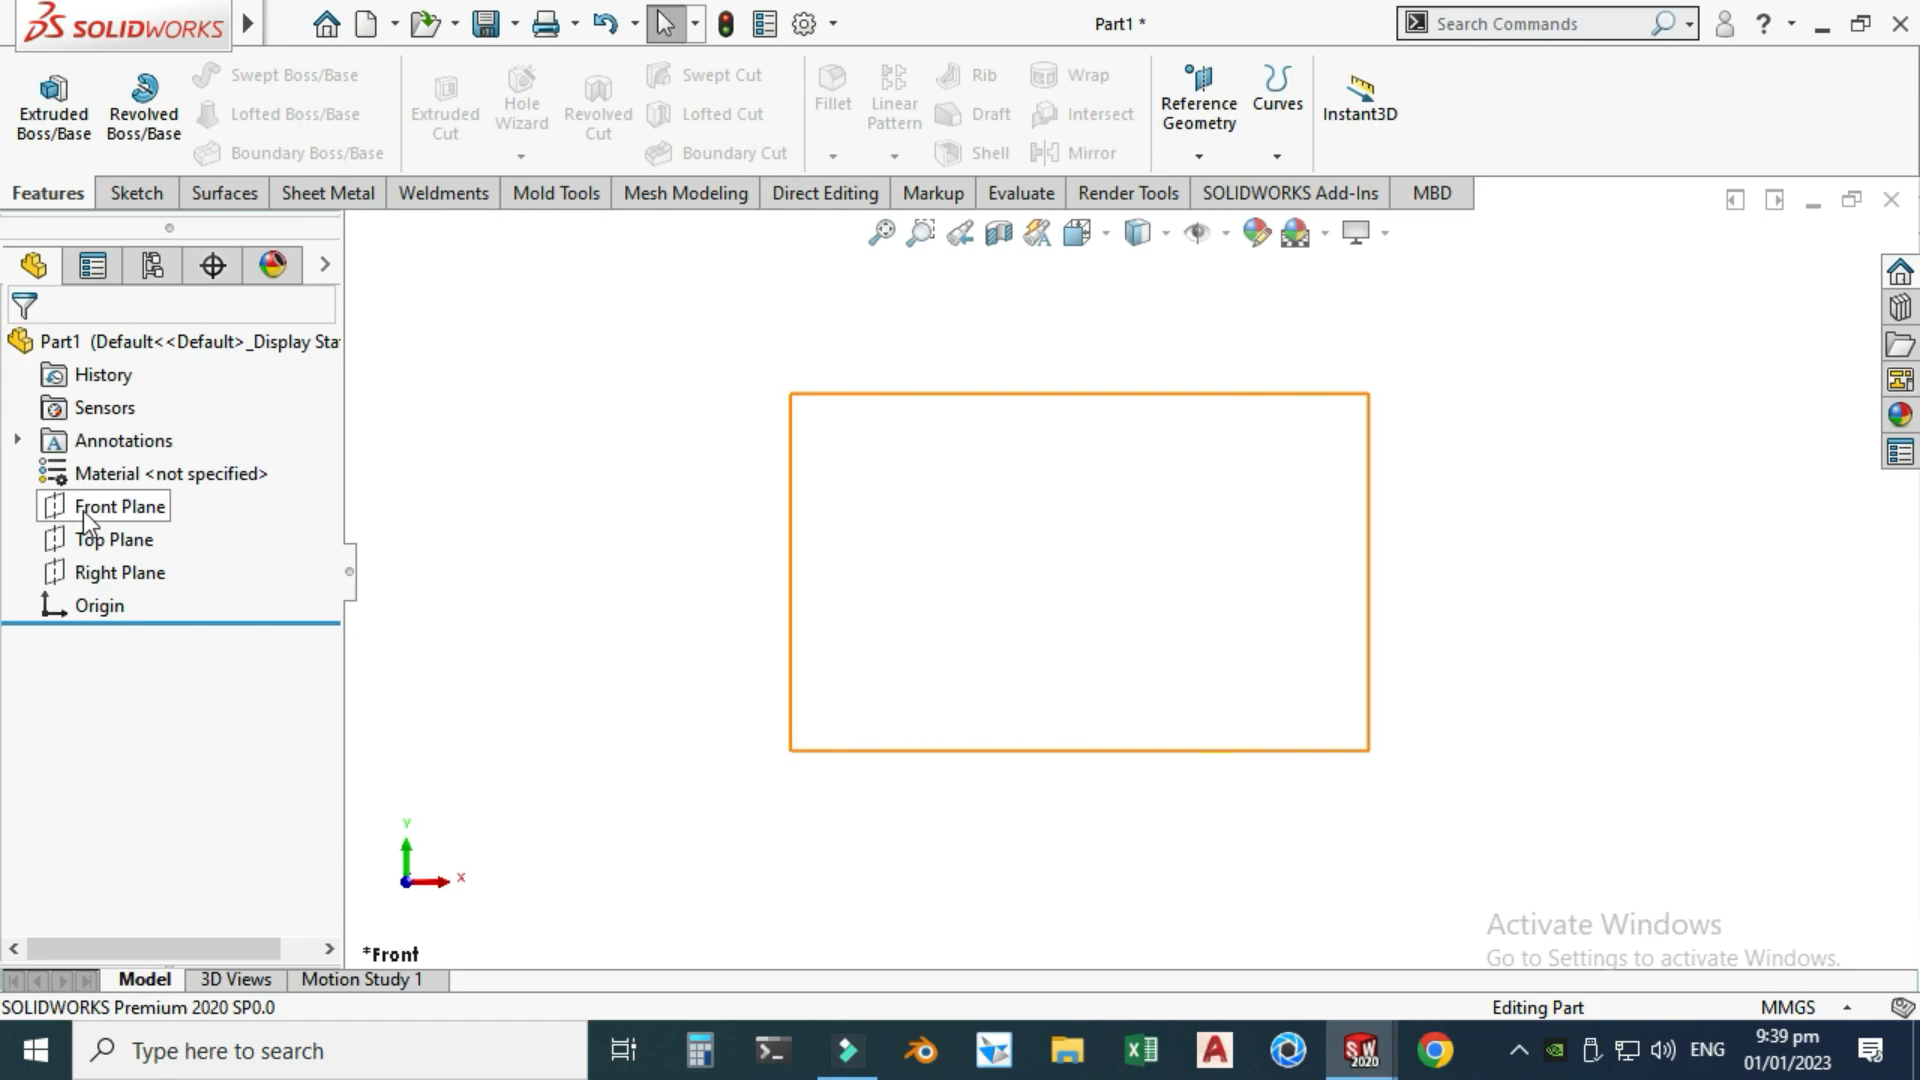 SOLIDWORKS
Part1 *
Search Commands
Extruded Boss/Base
Revolved Boss/Base
Swept Boss/Base
Lofted Boss/Base
Boundary Boss/Base
Extruded Cut
Hole Wizard
Revolved Cut
Swept Cut
Lofted Cut
Boundary Cut
Fillet
Linear Pattern
Rib
Draft
Shell
Wrap
Intersect
Mirror
Reference Geometry
Curves
Instant3D
Features
Sketch
Surfaces
Sheet Metal
Weldments
Mold Tools
Mesh Modeling
Direct Editing
Markup
Evaluate
Render Tools
SOLIDWORKS Add-Ins
MBD
Part1 (Default<<Default>_Display Sta
History
Sensors
Annotations
Material <not specified>
Front Plane
Top Plane
Right Plane
Origin
Y
X
*Front
Activate Windows
Go to Settings to activate Windows.
Model
3D Views
Motion Study 1
SOLIDWORKS Premium 2020 SP0.0
Editing Part
MMGS
Type here to search
SW
2020
ENG
9:39 pm
01/01/2023